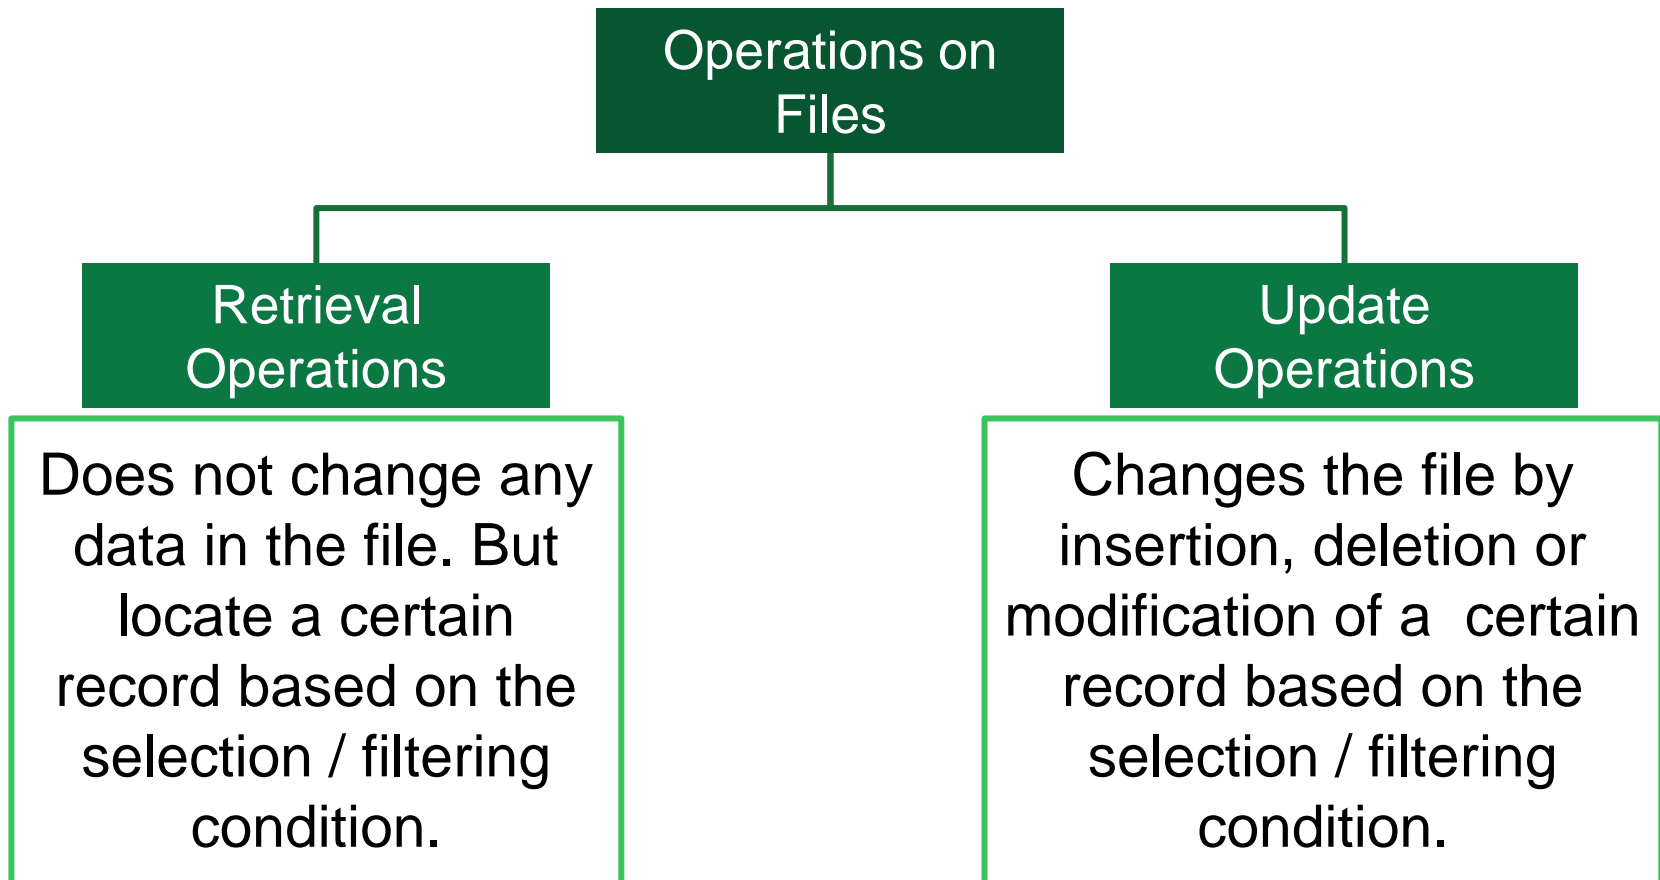 Operations on
Files
Retrieval
Operations
Does not change any
data in the file. But
locate a certain
record based on the
selection / filtering
condition.
Update
Operations
Changes the file by
insertion, deletion or
modification of a  certain
record based on the
selection / filtering
condition.